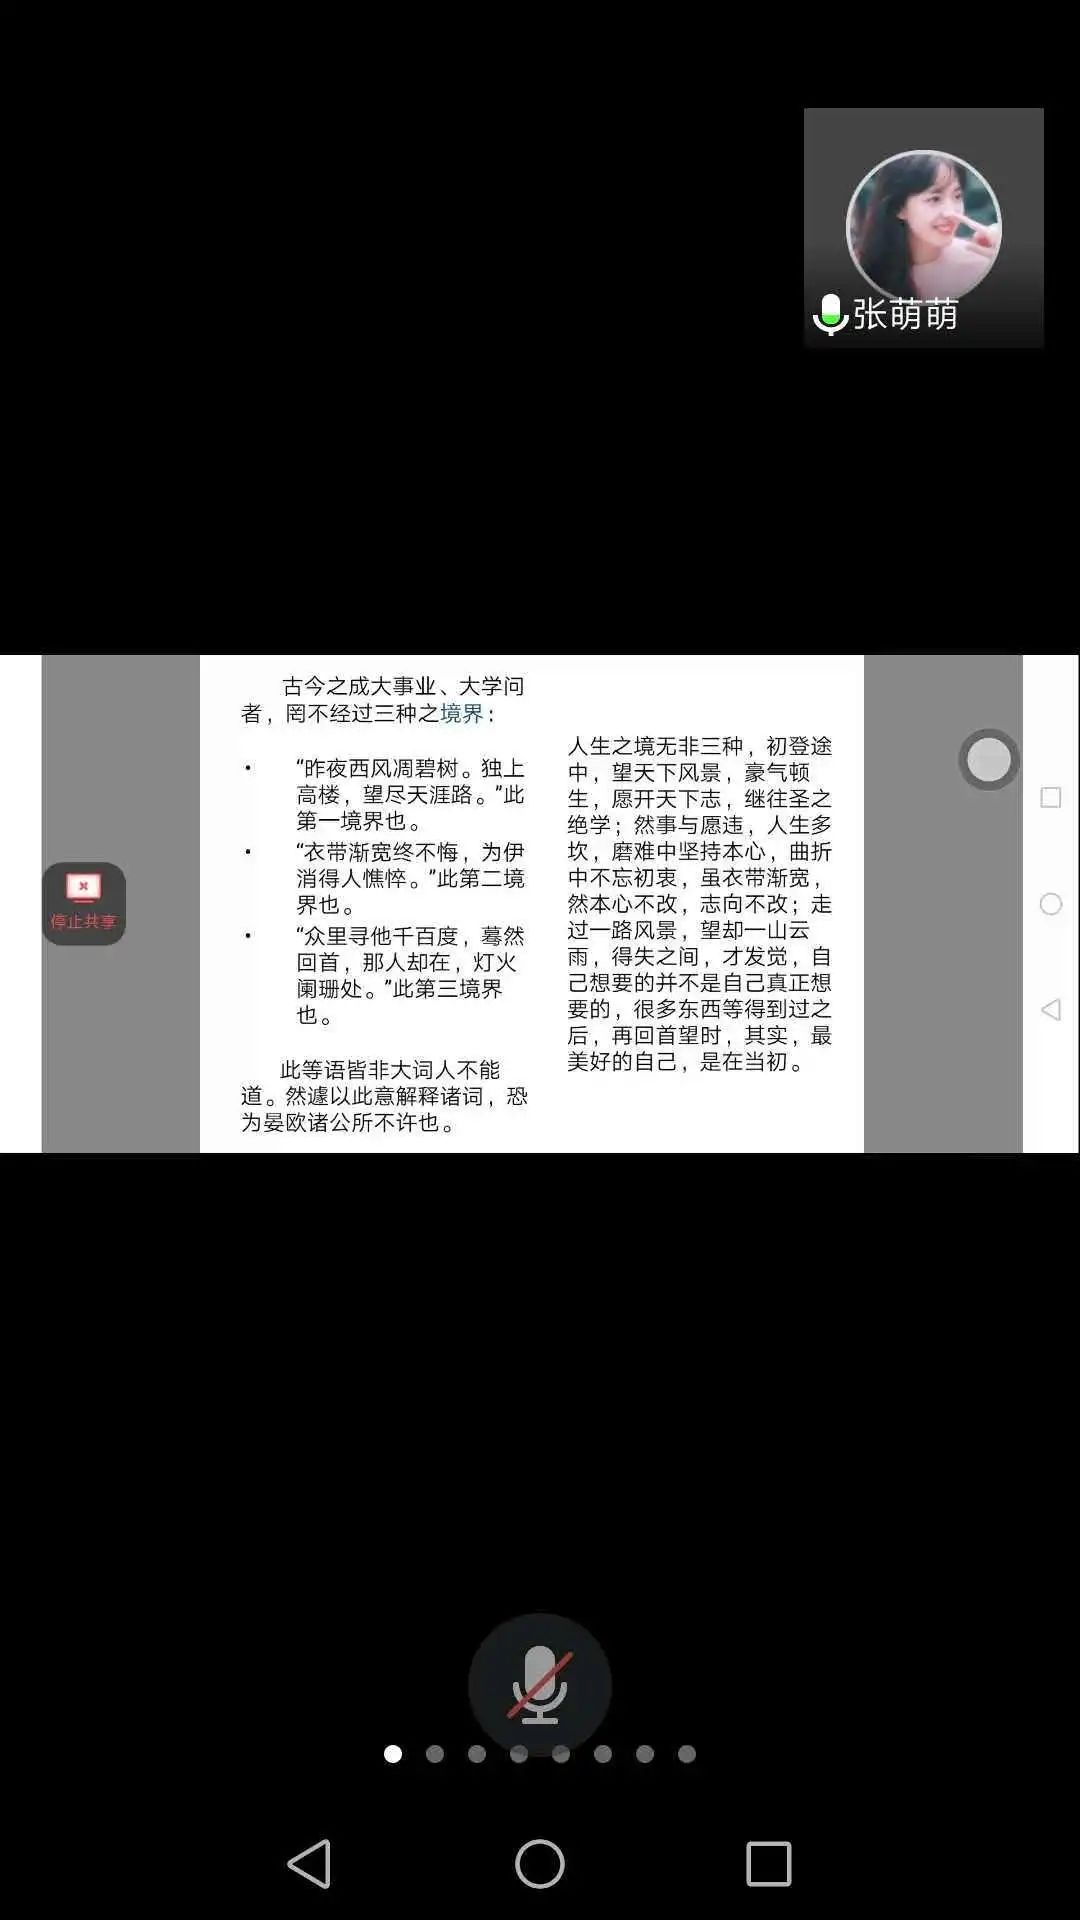 张萌萌
古今之成大事业、大学问
者，罔不经过三种之境界：
• “昨夜西风凋碧树。独上
高楼，望尽天涯路。”此
第一境界也。
• “衣带渐宽终不悔，为伊
消得人憔悴。”此第二境
界也。
• “众里寻他千百度，蓦然
回首，那人却在，灯火
阑珊处。”此第三境界
也。
此等语皆非大词人不能
道。然遽以此意解释诸词，恐
为晏欧诸公所不许也。
人生之境无非三种，初登途
中，望天下风景，豪气顿
生，愿开天下志，继往圣之
绝学；然事与愿违，人生多
坎，磨难中坚持本心，曲折
中不忘初衷，虽衣带渐宽，
然本心不改，志向不改；走
过一路风景，望却一山云
雨，得失之间，才发觉，自
己想要的并不是自己真正想
要的，很多东西等得到过之
后，再回首望时，其实，最
美好的自己，是在当初。
停止共享